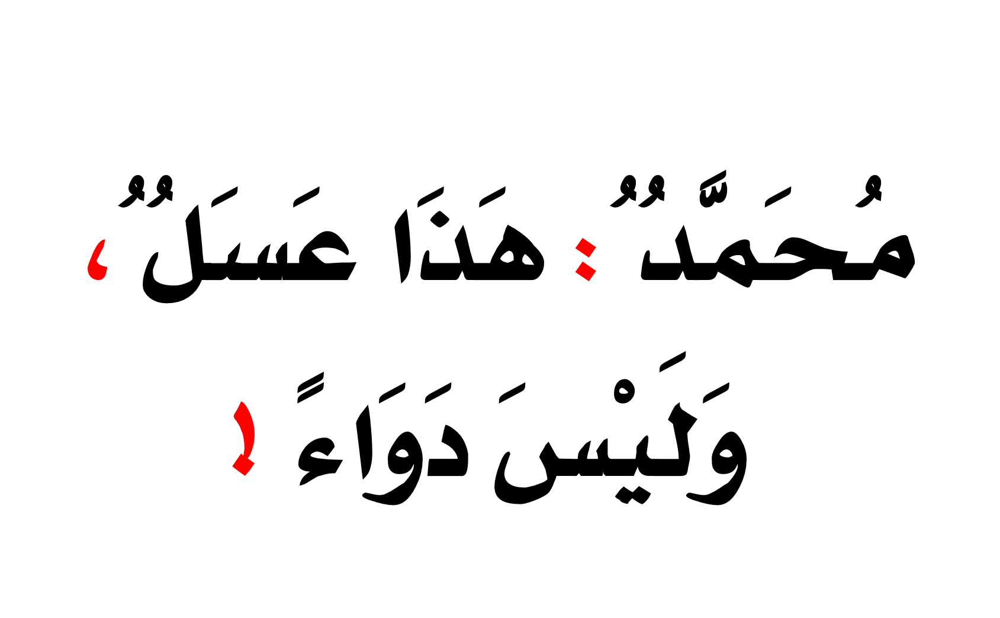 مُحَمَّدٌ : هَذَا عَسَلٌ ،
وَلَيْسَ دَوَاءً !